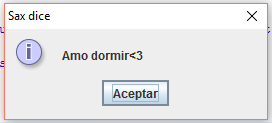 Sax dice
Amo dormir<3
Aceptar